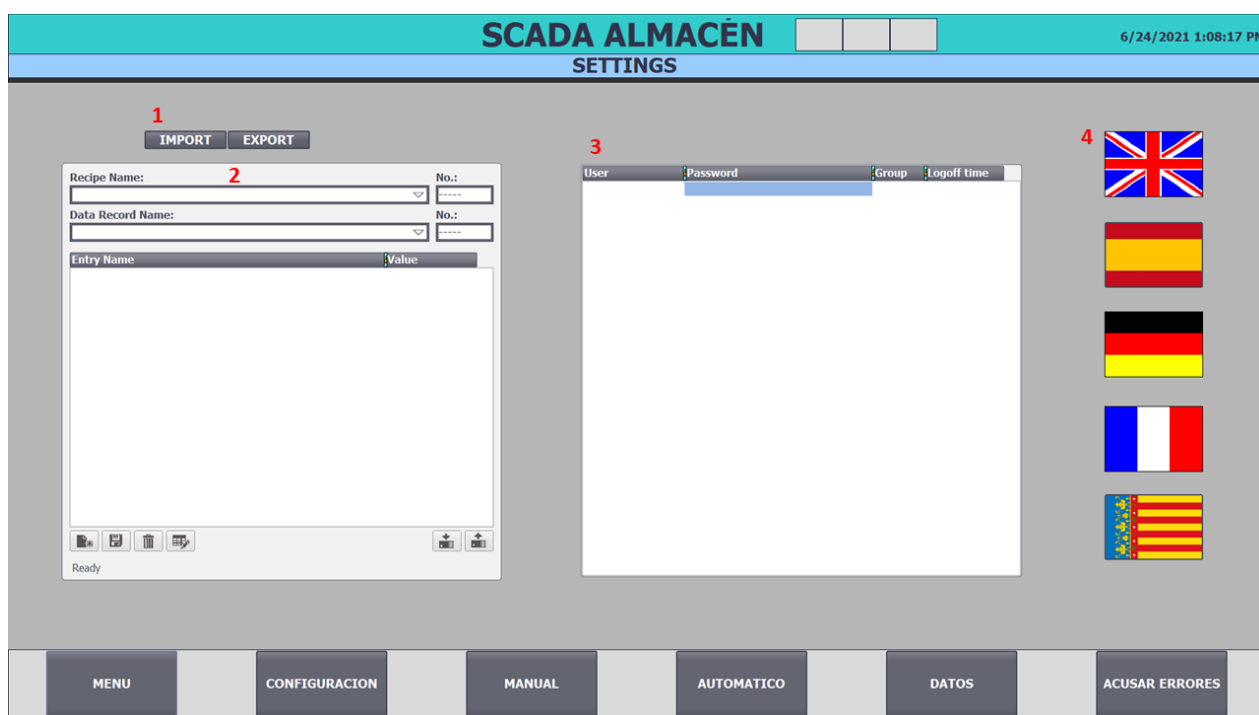 SCADA ALMACÉN
6/24/2021 1:08:17 PM
SETTINGS
1
IMPORT EXPORT
2
Recipe Name: No.:
-----
Data Record Name: No.:
-----
Entry Name Value
Ready
3
User Password Group Logoff time
4
MENU CONFIGURACION MANUAL AUTOMATICO DATOS ACUSAR ERRORES